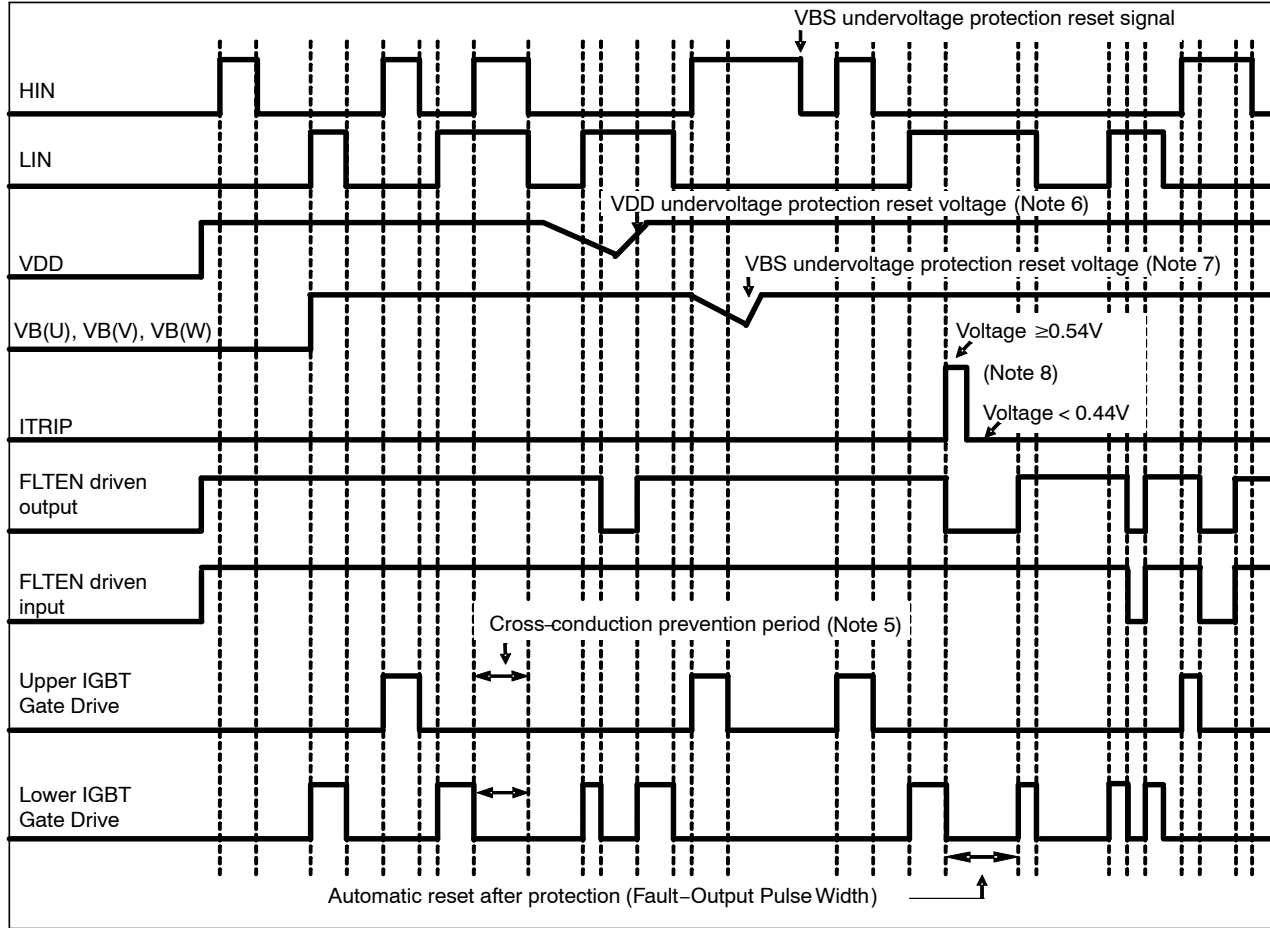 VBS undervoltage protection reset signal
HIN
LIN
VDD undervoltage protection reset voltage (Note 6)
VDD
VBS undervoltage protection reset voltage (Note 7)
VB(U), VB(V), VB(W)
Voltage ≥0.54V
(Note 8)
Voltage < 0.44V
ITRIP
FLTEN driven
output
FLTEN driven
input
Cross−conduction prevention period (Note 5)
Upper IGBT
Gate Drive
Lower IGBT
Gate Drive
Automatic reset after protection (Fault−Output Pulse Width)